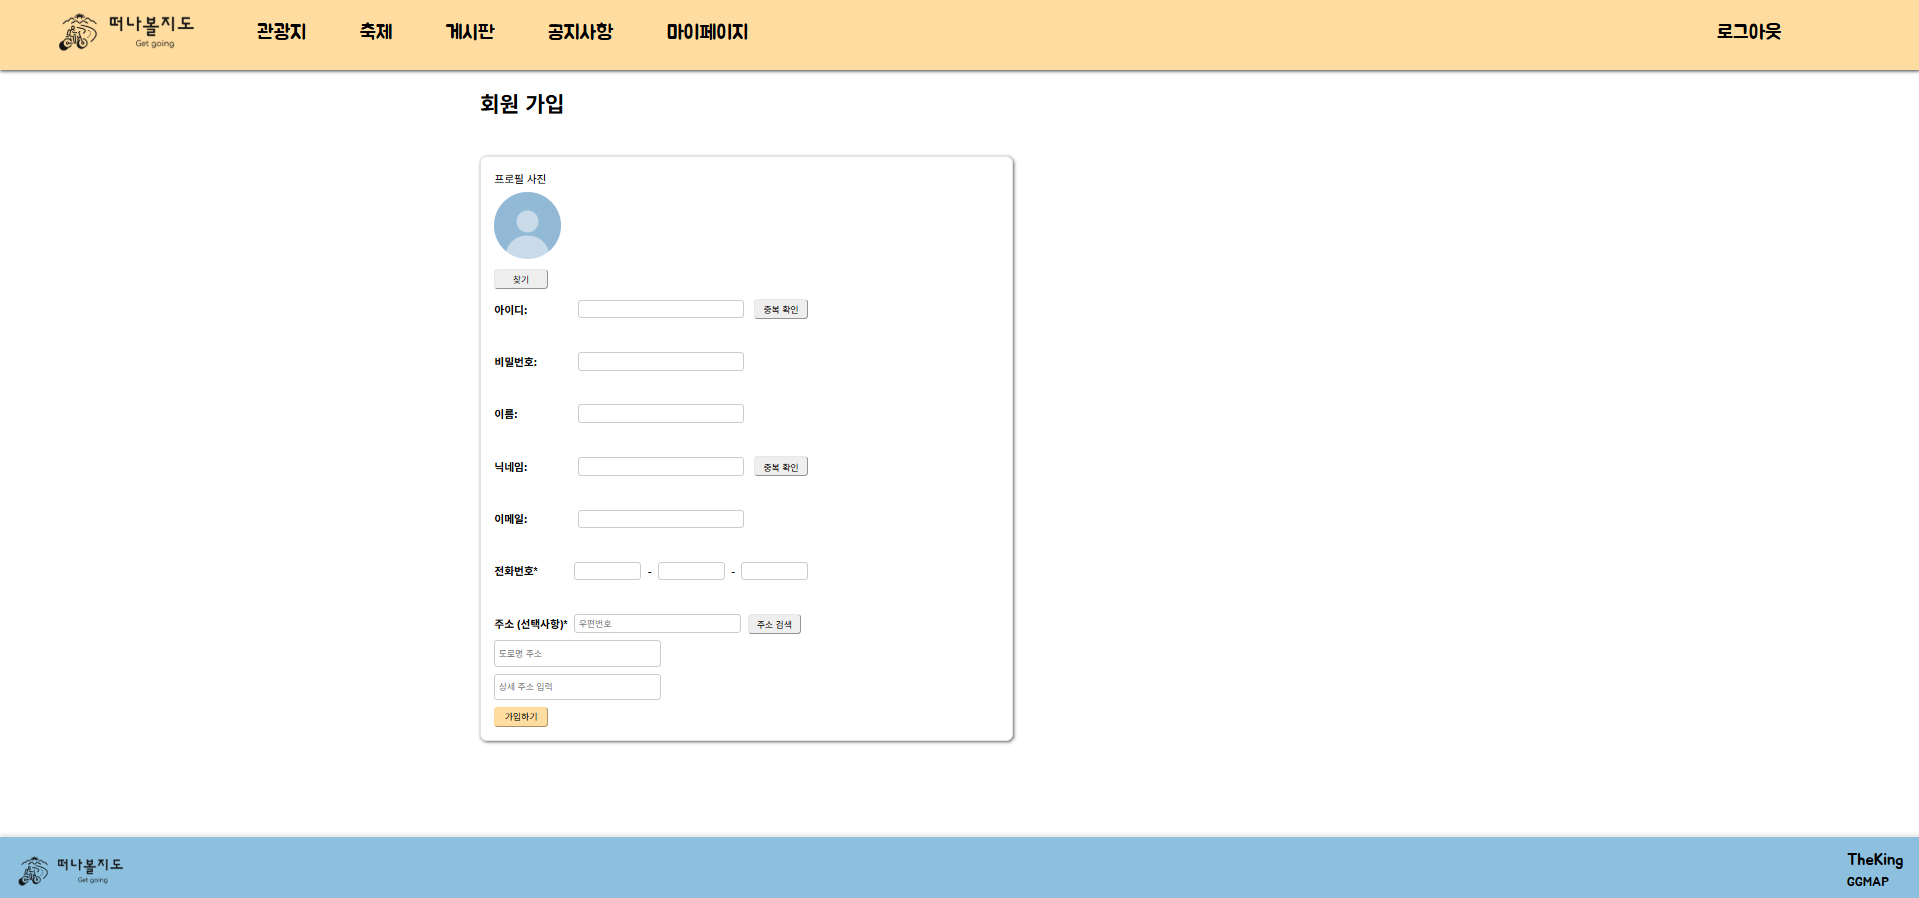 떠나볼지도
Get going
관광지 축제 게시판 공지사항 마이페이지 로그아웃
회원 가입
프로필 사진
찾기
아이디: 중복 확인
비밀번호:
이름:
닉네임: 중복 확인
이메일:
전화번호* - -
주소 (선택사항)* 우편번호 주소 검색
도로명 주소
상세 주소 입력
가입하기
떠나볼지도
Get going
TheKing
GGMAP